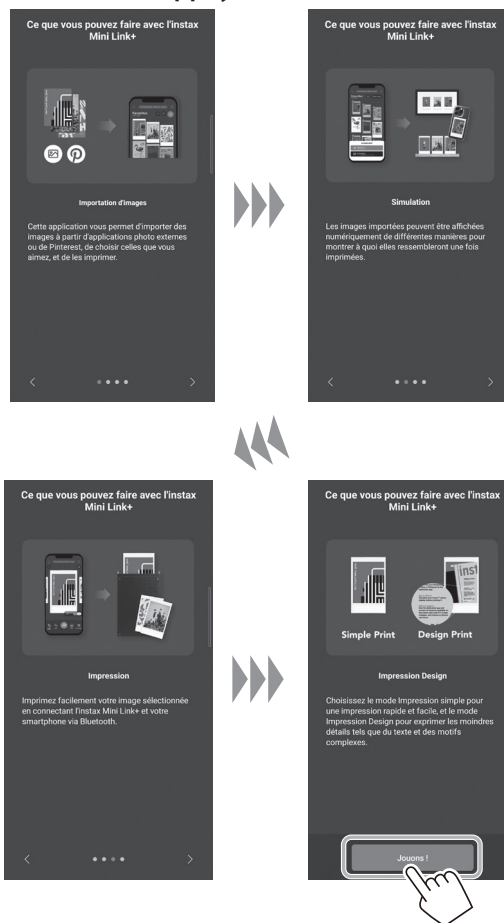 Ce que vous pouvez faire avec l'instax
Mini Link+
Importation d'images
Cette application vous permet d'importer des
images à partir d'applications photo externes
ou de Pinterest, de choisir celles que vous
aimez, et de les imprimer.
Ce que vous pouvez faire avec l'instax
Mini Link+
Simulation
Les images importées peuvent être affichées
numériquement de différentes manières pour
montrer à quoi elles ressembleront une fois
imprimées.
Ce que vous pouvez faire avec l'instax
Mini Link+
Impression
Imprimez facilement votre image sélectionnée
en connectant l'instax Mini Link+ et votre
smartphone via Bluetooth.
Ce que vous pouvez faire avec l'instax
Mini Link+
inst
Simple Print
Design Print
Impression Design
Choisissez le mode Impression simple pour
une impression rapide et facile, et le mode
Impression Design pour exprimer les moindres
détails tels que du texte et des motifs
complexes.
Jouons !